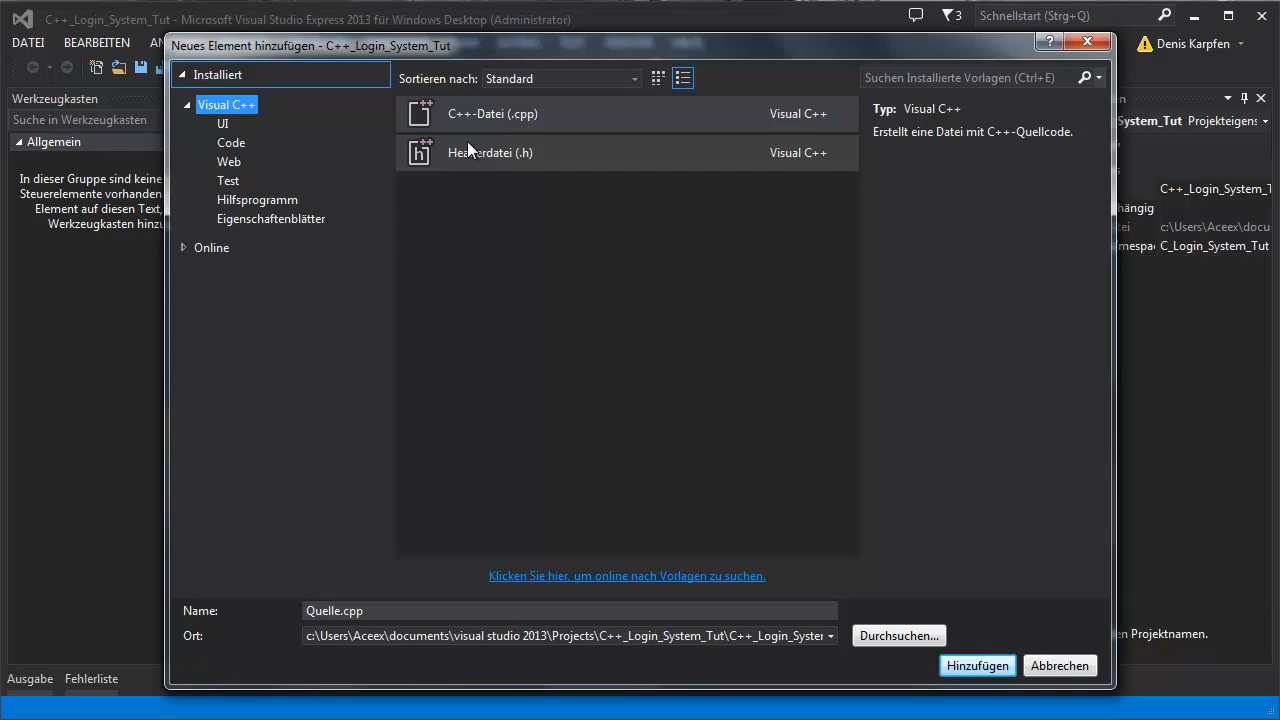 C++_Login_System_Tut - Microsoft Visual Studio Express 2013 für Windows Desktop (Administrator)
3
Schnellstart (Strg+Q)
DATEI BEARBEITEN AN
Denis Karpfen
Werkzeugkasten
Suche in Werkzeugkasten
Allgemein
In dieser Gruppe sind keine
Steuerelemente vorhanden
Element auf diesen Text,
Werkzeugkasten hinzu
Neues Element hinzufügen - C++_Login_System_Tut
?
Installiert
Visual C++
UI
Code
Web
Test
Hilfsprogramm
Eigenschaftenblätter
Online
Sortieren nach: Standard
C++-Datei (.cpp) Visual C++
Headerdatei (.h) Visual C++
Klicken Sie hier, um online nach Vorlagen zu suchen.
Suchen Installierte Vorlagen (Ctrl+E)
Typ: Visual C++
Erstellt eine Datei mit C++-Quellcode.
Name: Quelle.cpp
Ort: c:\Users\Aceex\documents\visual studio 2013\Projects\C++_Login_System_Tut\C++_Login_System
Durchsuchen...
Hinzufügen Abbrechen
en
System_Tut Projekteigens
C++_Login_System_T
hängig
tei c:\Users\Aceex\docu
mespac C_Login_System_Tut
en Projektnamen.
Ausgabe Fehlerliste